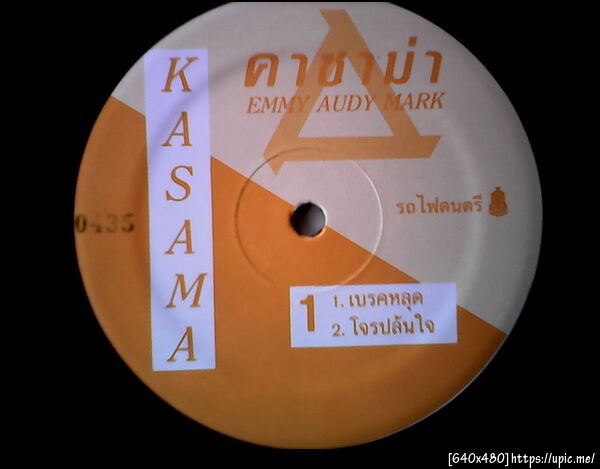 KASAMA
คาซาม่า
EMMY AUDY MARK
รถไฟดนตรี
0435
1
1. เบรคหลุด
2. โจรปล้นใจ
[640x480]https://upic.me/